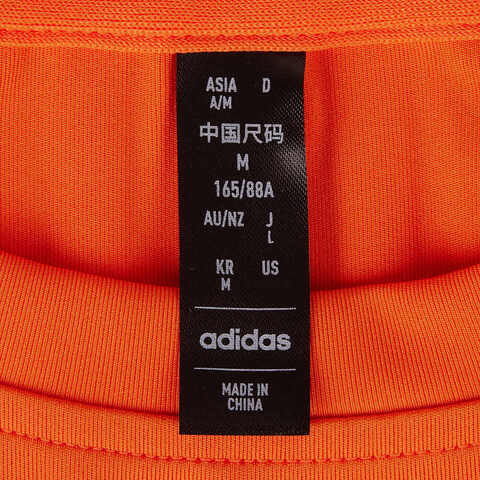 ASIA D
A/M
中国尺码
M
165/88A
AU/NZ J
L
KR US
M
adidas
MADE IN
CHINA